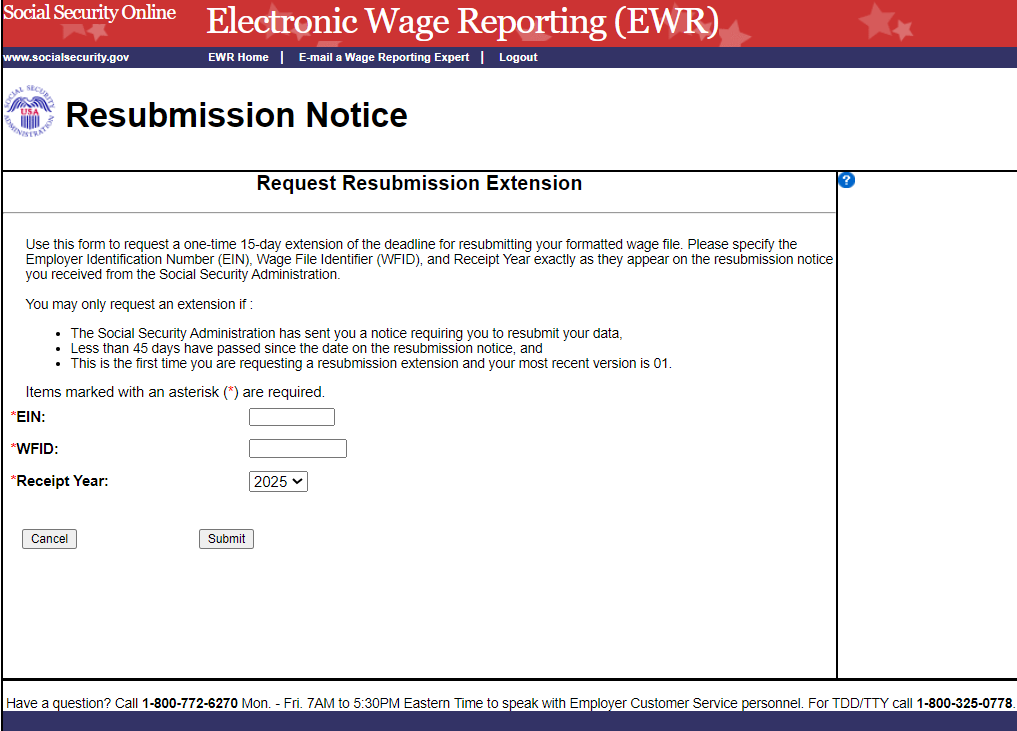 Social Security Online
Electronic Wage Reporting (EWR)
www.socialsecurity.gov
EWR Home | E-mail a Wage Reporting Expert | Logout
SOCIAL SECURITY
USA
ADMINISTRATION
Resubmission Notice
Request Resubmission Extension
?
Use this form to request a one-time 15-day extension of the deadline for resubmitting your formatted wage file. Please specify the
Employer Identification Number (EIN), Wage File Identifier (WFID), and Receipt Year exactly as they appear on the resubmission notice
you received from the Social Security Administration.
You may only request an extension if :
• The Social Security Administration has sent you a notice requiring you to resubmit your data,
• Less than 45 days have passed since the date on the resubmission notice, and
• This is the first time you are requesting a resubmission extension and your most recent version is 01.
Items marked with an asterisk (*) are required.
*EIN:
*WFID:
*Receipt Year: 2025
Cancel Submit
Have a question? Call 1-800-772-6270 Mon. - Fri. 7AM to 5:30PM Eastern Time to speak with Employer Customer Service personnel. For TDD/TTY call 1-800-325-0778.